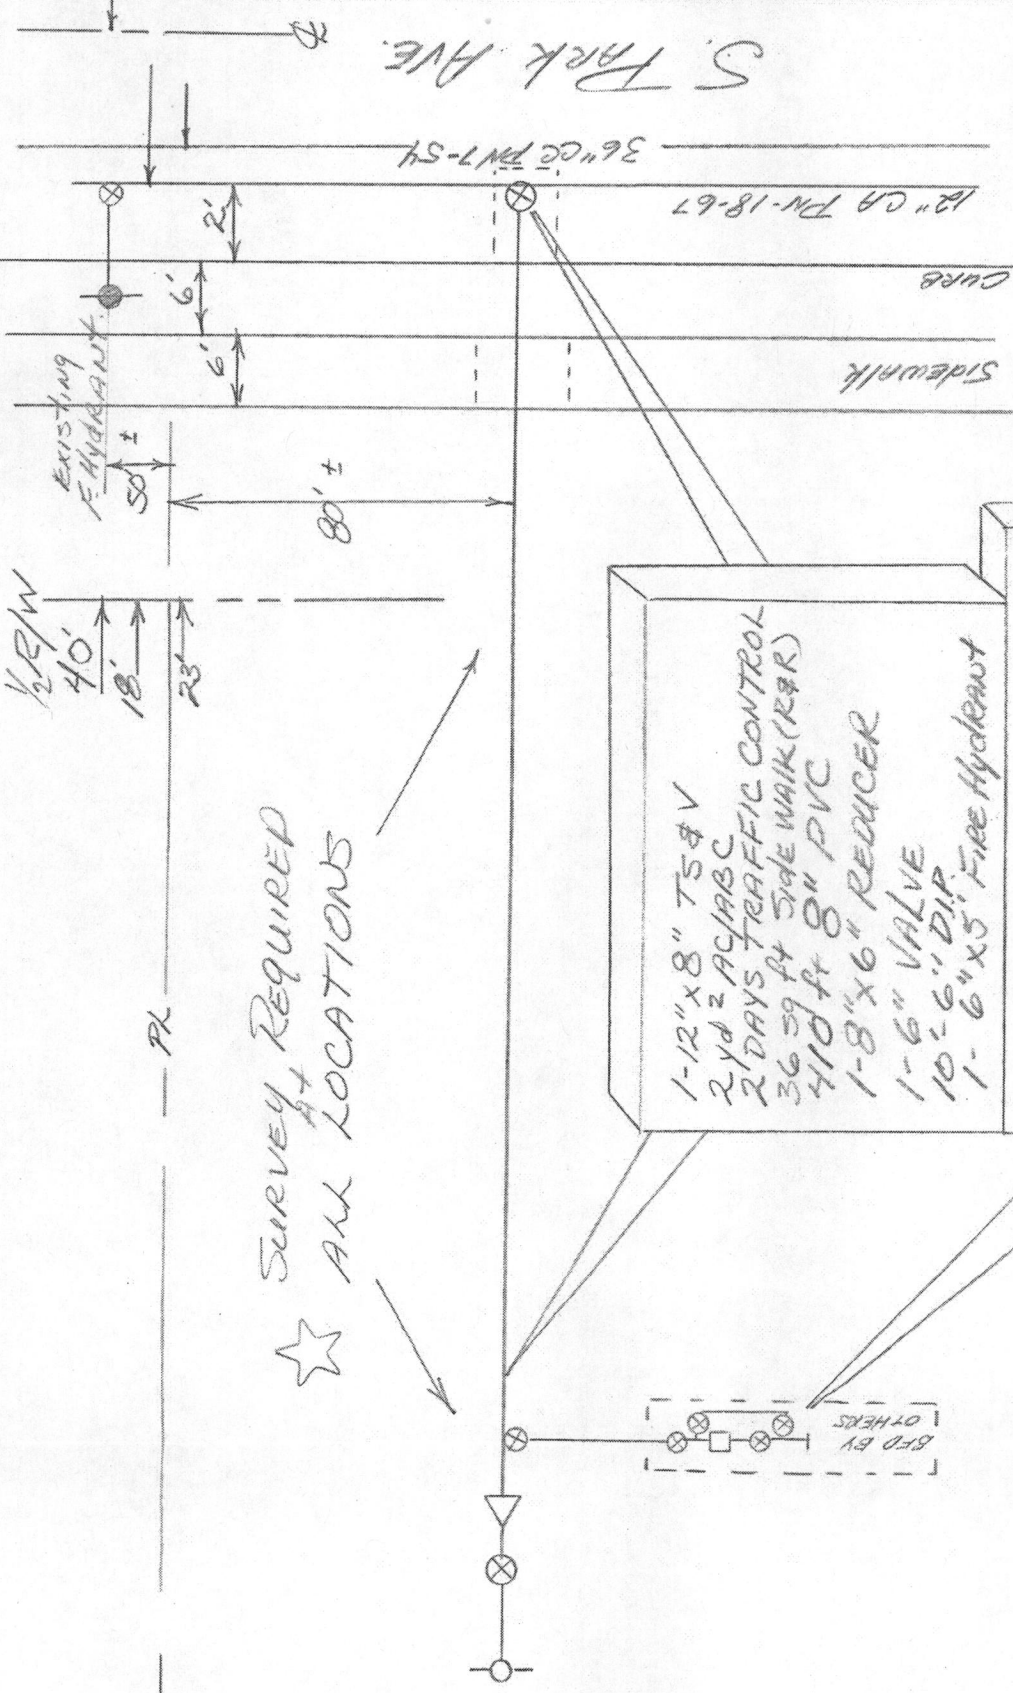 S. PARK AVE.
℄
36" CC PN 7-54
12" CA PN-18-67
CURB
SidEWAlk
2'
6'
6'
EXISTING
F. HydRANt.
50' ±
80' ±
½ R/W
40'
18'
23'
PL
SURVEY REQUIRED
At
ALL LOCATIONS
1-12" x 8" TS & V
2 yd² AC/ABC
2 DAYS TRAFFIC CONTROL
36 sq ft SidE WAlk (R&R)
410 ft 8" PVC
1-8" x 6" REDUCER
1-6" VALVE
10'-6" D.I.P.
1- 6" x 5' FIRE HydRANt
BFD BY
OTHERS